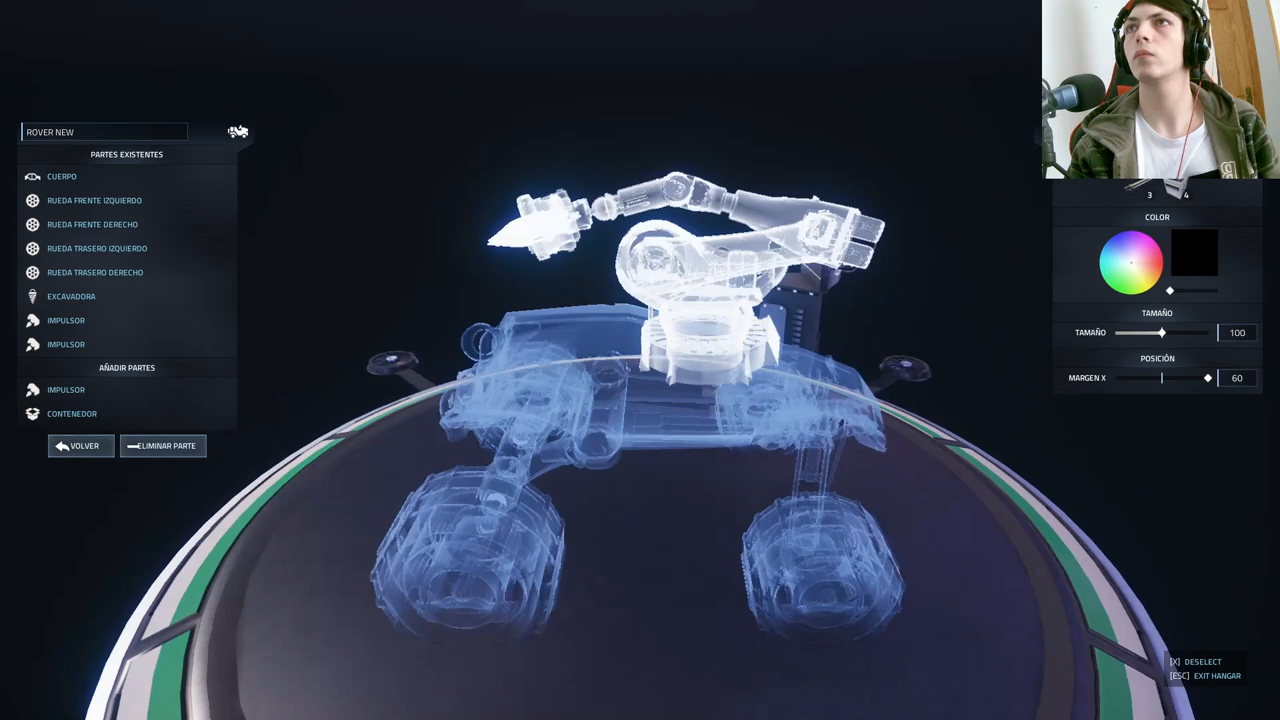 ROVER NEW
PARTES EXISTENTES
CUERPO
RUEDA FRENTE IZQUIERDO
RUEDA FRENTE DERECHO
RUEDA TRASERO IZQUIERDO
RUEDA TRASERO DERECHO
EXCAVADORA
IMPULSOR
IMPULSOR
AÑADIR PARTES
IMPULSOR
CONTENEDOR
VOLVER
ELIMINAR PARTE
3 4
COLOR
TAMAÑO
TAMAÑO 100
POSICIÓN
MARGEN X 60
[X] DESELECT
[ESC] EXIT HANGAR